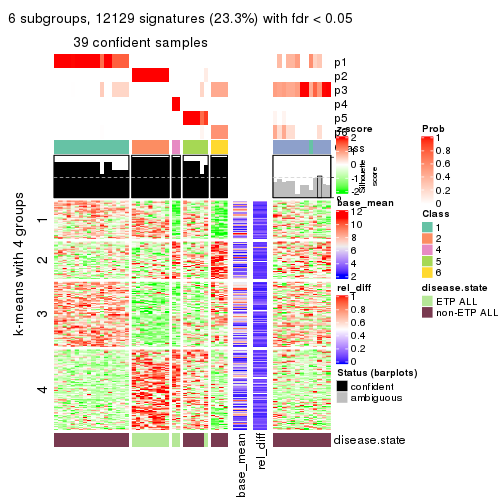 6 subgroups, 12129 signatures (23.3%) with fdr < 0.05
39 confident samples
p1
p2
p3
p4
p5
p6
k-means with 4 groups
1
2
3
4
z-score
2
1
0
-1
-2
Silhouette
score
base_mean
12
10
8
6
4
2
rel_diff
1
0.8
0.6
0.4
0.2
0
Status (barplots)
confident
ambiguous
Prob
1
0.8
0.6
0.4
0.2
0
Class
1
2
4
5
6
disease.state
ETP ALL
non-ETP ALL
disease.state
base_mean
rel_diff